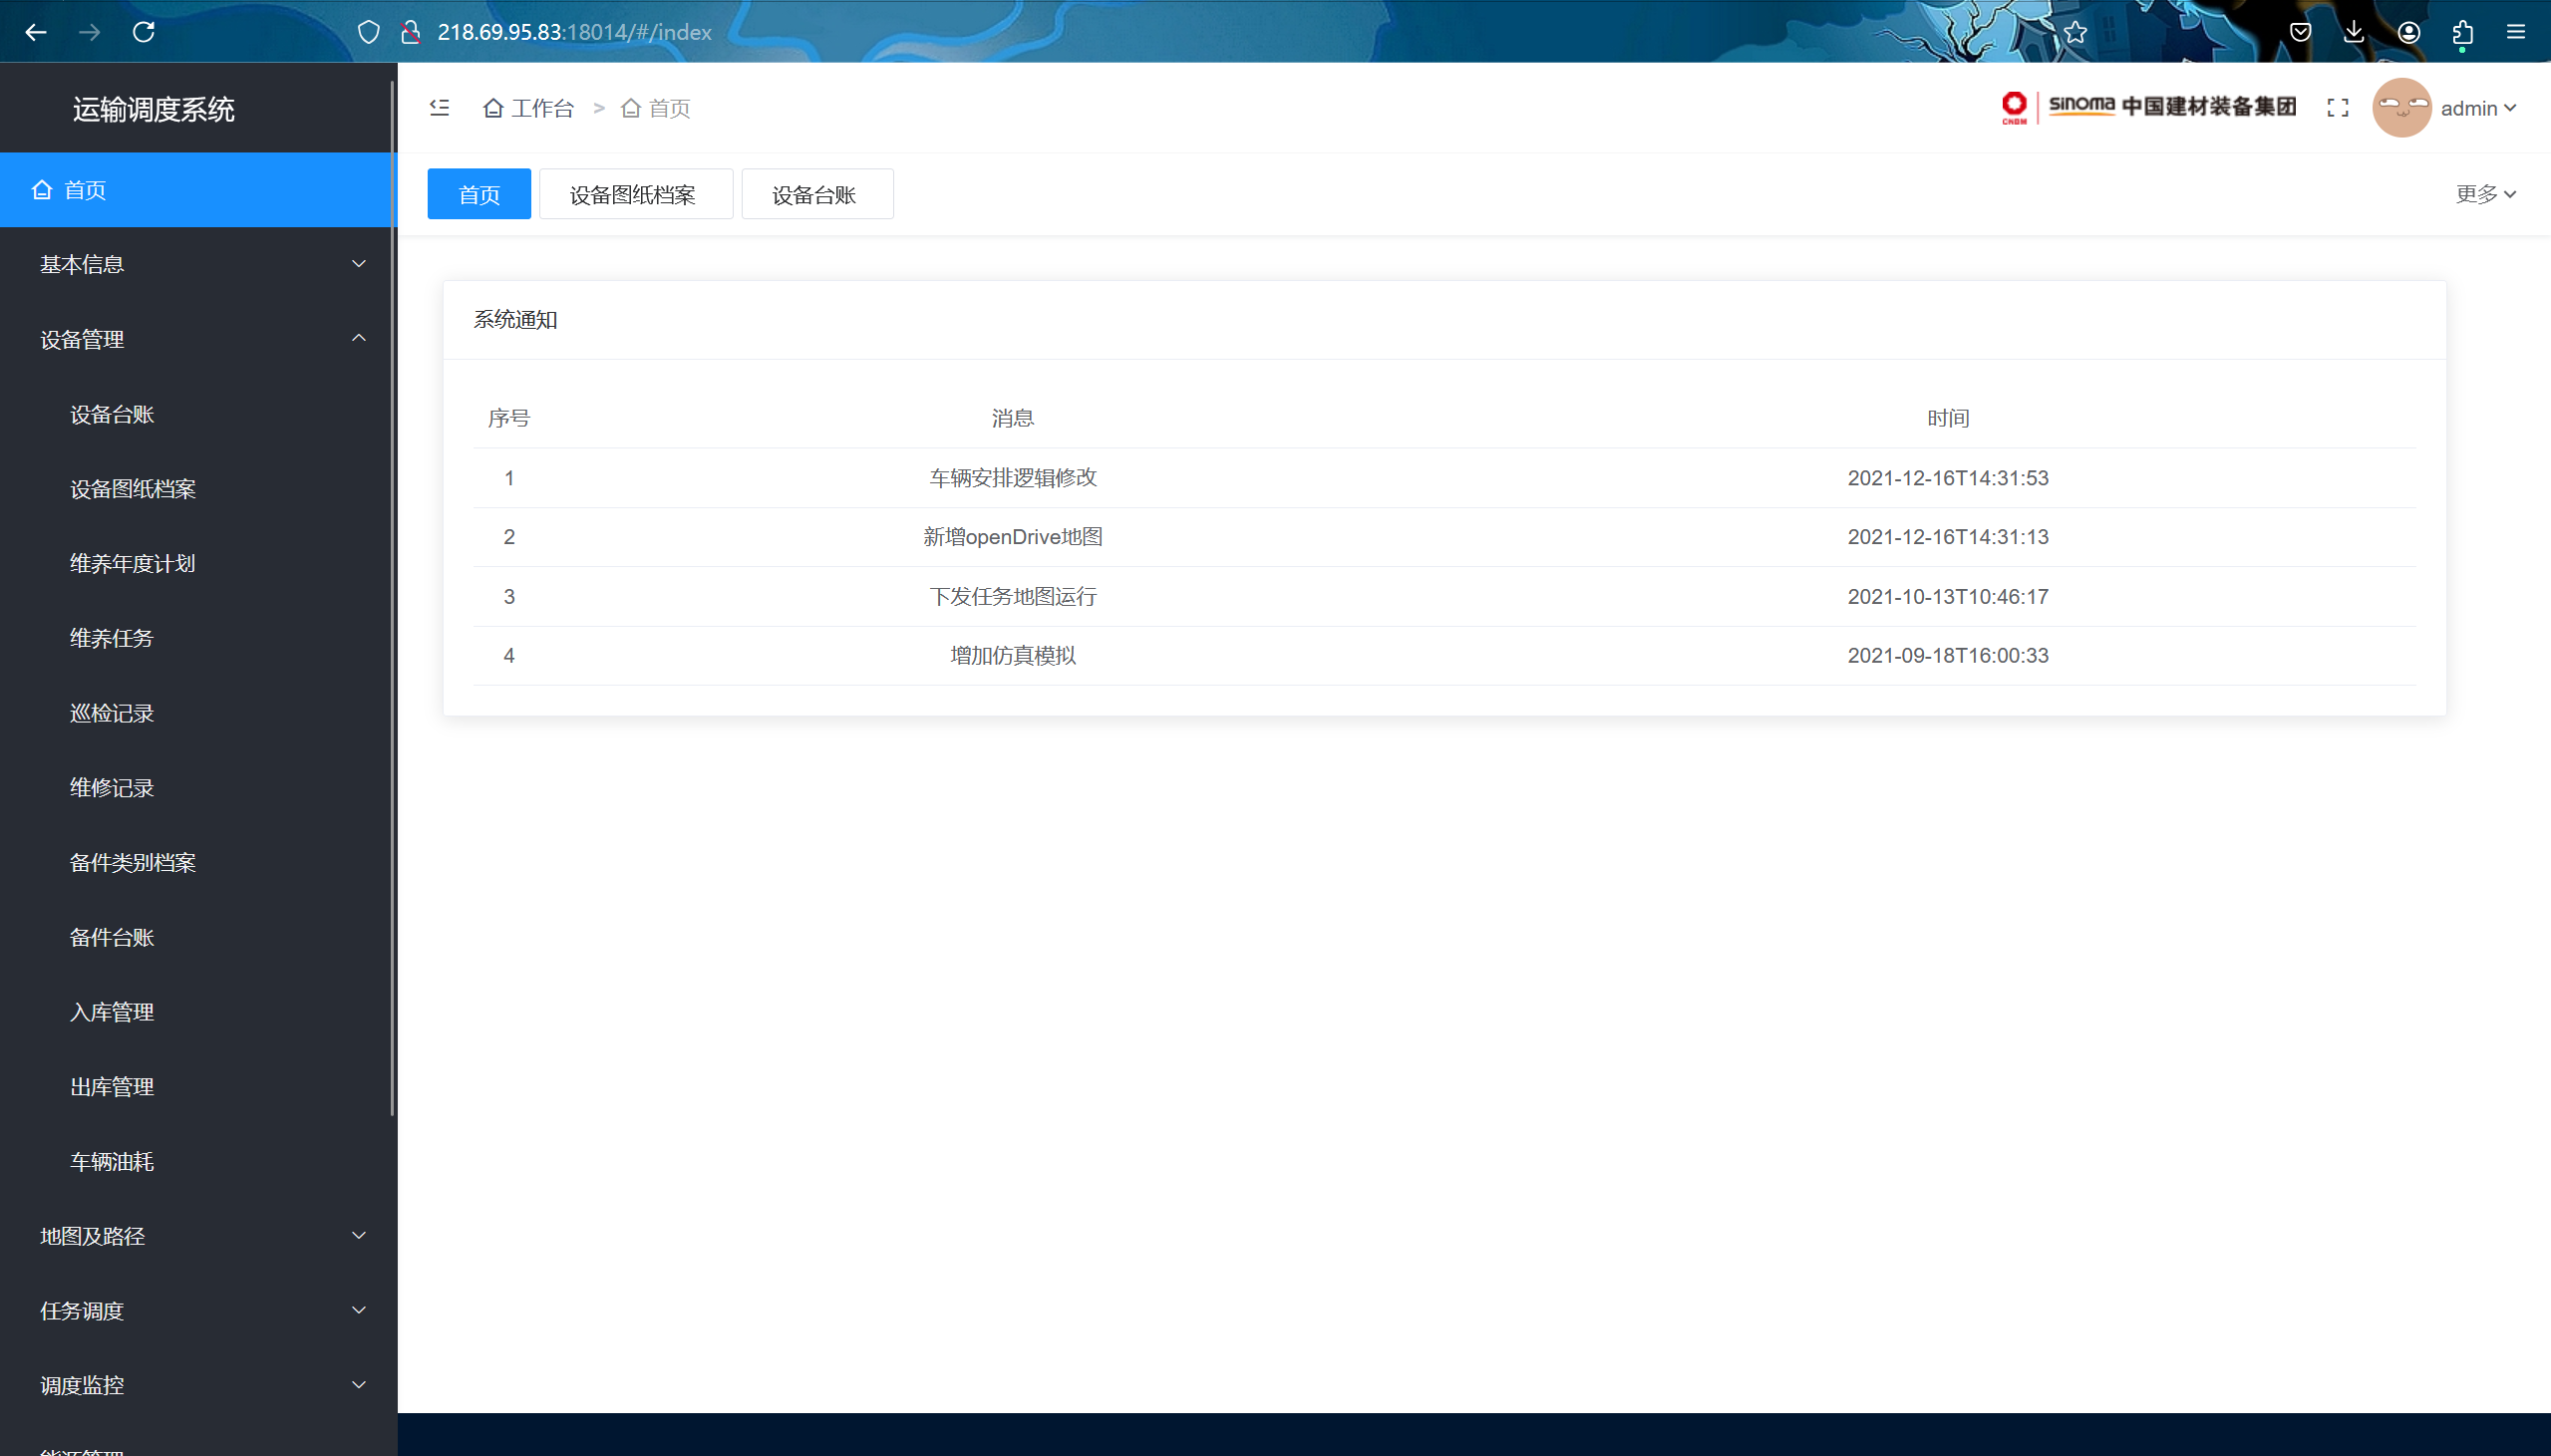 218.69.95.83:18014/#/index
运输调度系统
首页
基本信息
设备管理
设备台账
设备图纸档案
维养年度计划
维养任务
巡检记录
维修记录
备件类别档案
备件台账
入库管理
出库管理
车辆油耗
地图及路径
任务调度
调度监控
工作台 > 首页
CNBM sinoma 中国建材装备集团
admin
首页 设备图纸档案 设备台账 更多
系统通知
序号 消息 时间
1 车辆安排逻辑修改 2021-12-16T14:31:53
2 新增openDrive地图 2021-12-16T14:31:13
3 下发任务地图运行 2021-10-13T10:46:17
4 增加仿真模拟 2021-09-18T16:00:33